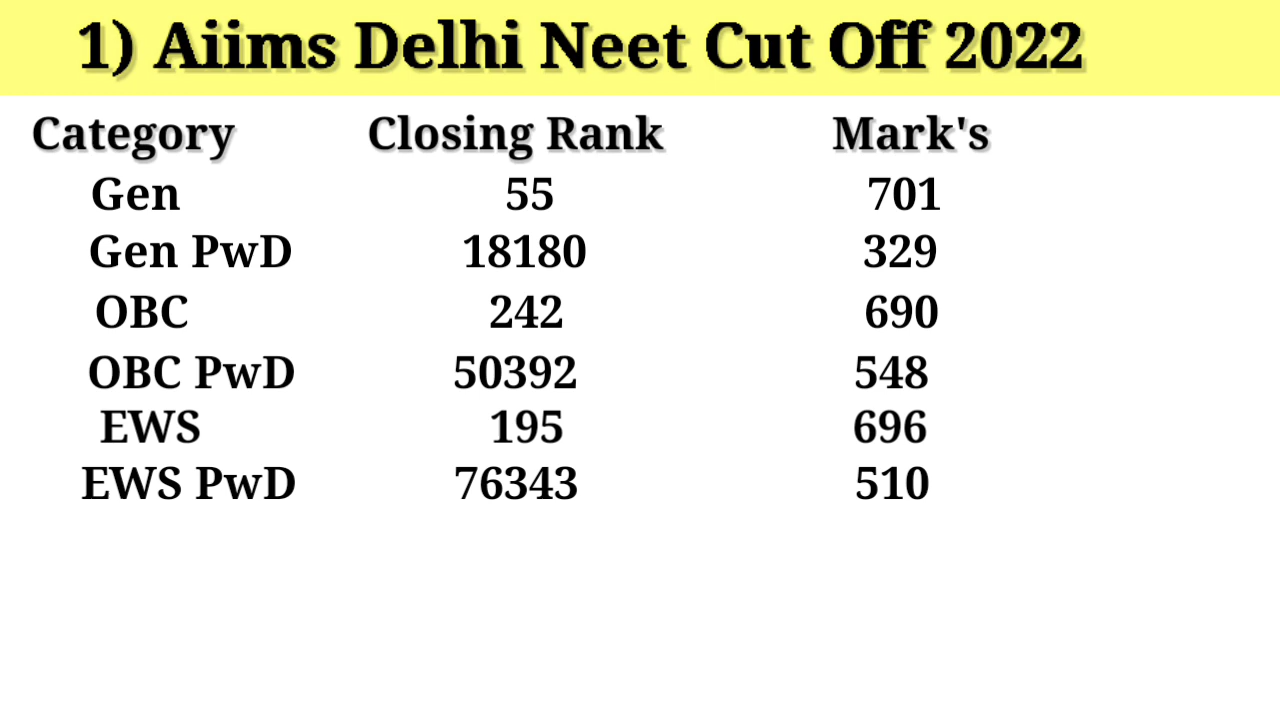 1) Aiims Delhi Neet Cut Off 2022
Category Closing Rank Mark's
Gen 55 701
Gen PwD 18180 329
OBC 242 690
OBC PwD 50392 548
EWS 195 696
EWS PwD 76343 510